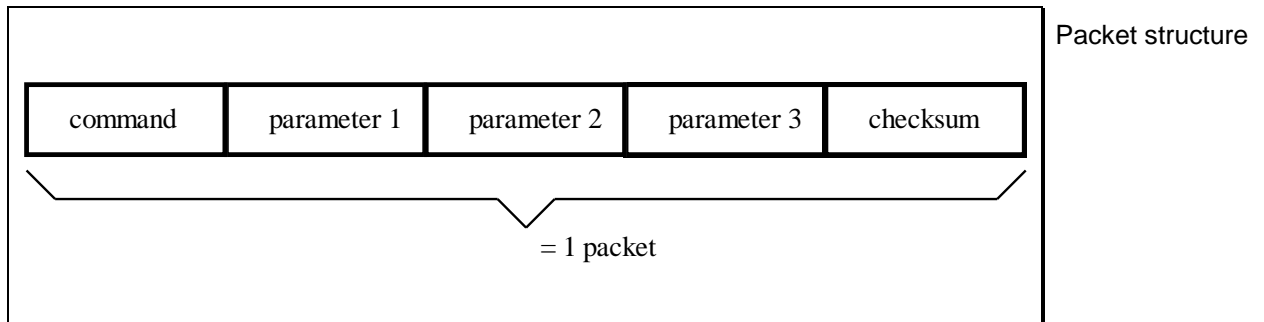 Packet structure
command parameter 1 parameter 2 parameter 3 checksum
= 1 packet